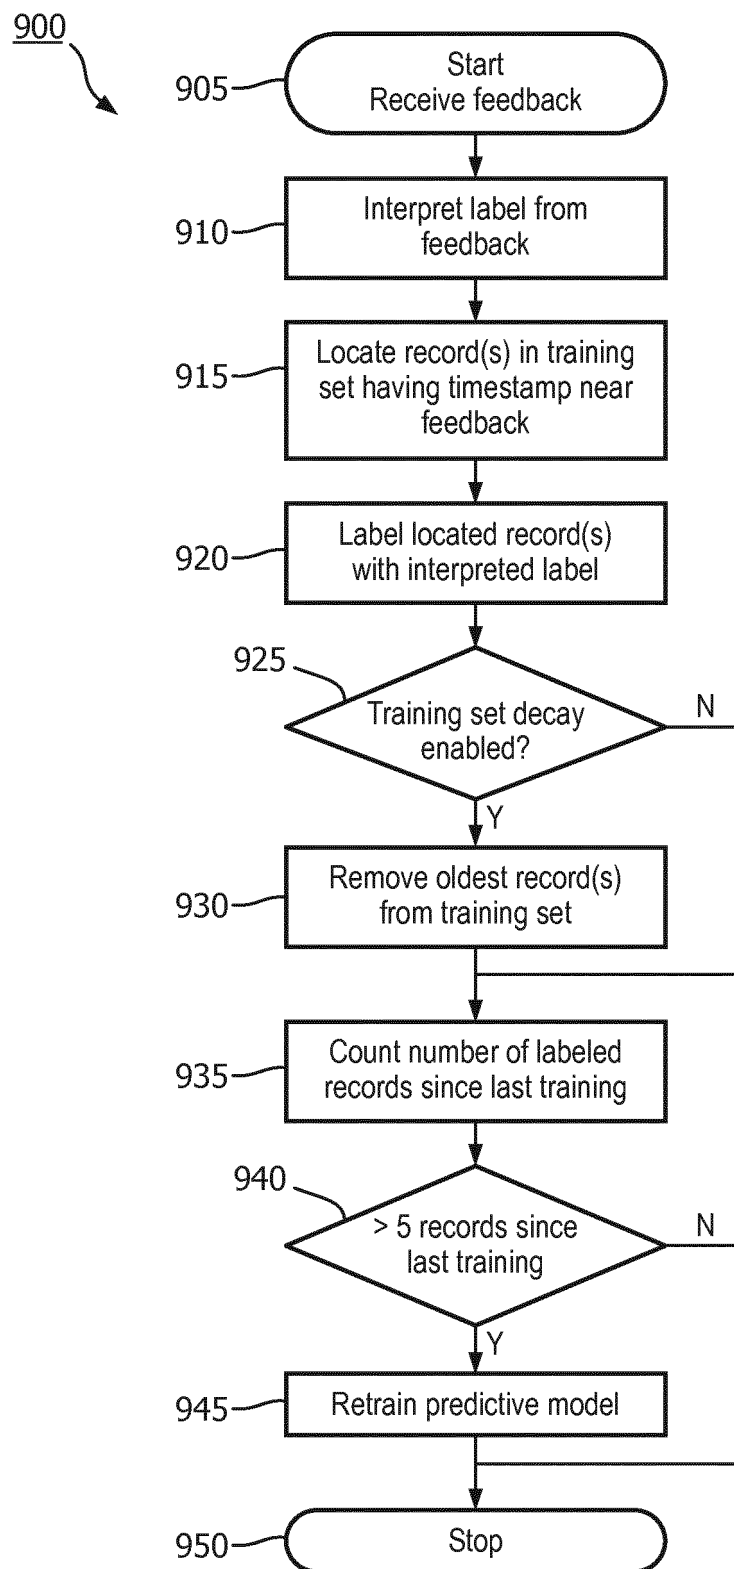 900
905
Start
Receive feedback
910
Interpret label from
feedback
915
Locate record(s) in training
set having timestamp near
feedback
920
Label located record(s)
with interpreted label
925
Training set decay
enabled?
N
Y
930
Remove oldest record(s)
from training set
935
Count number of labeled
records since last training
940
> 5 records since
last training
N
Y
945
Retrain predictive model
950
Stop